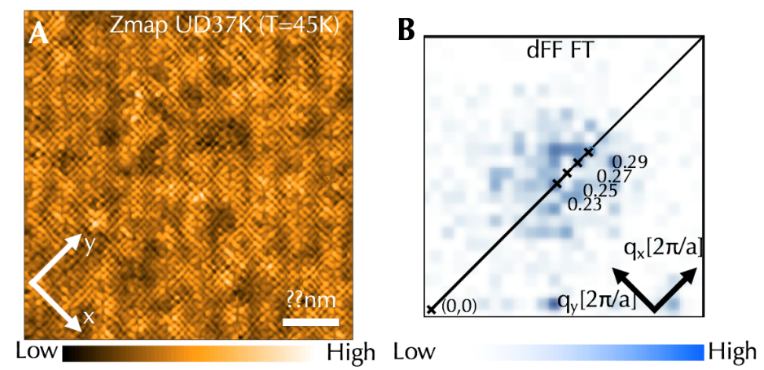 A
Zmap UD37K (T=45K)
y
x
??nm
Low
High
B
dFF FT
0.29
0.27
0.25
0.23
qx[2π/a]
qy[2π/a]
(0,0)
Low
High